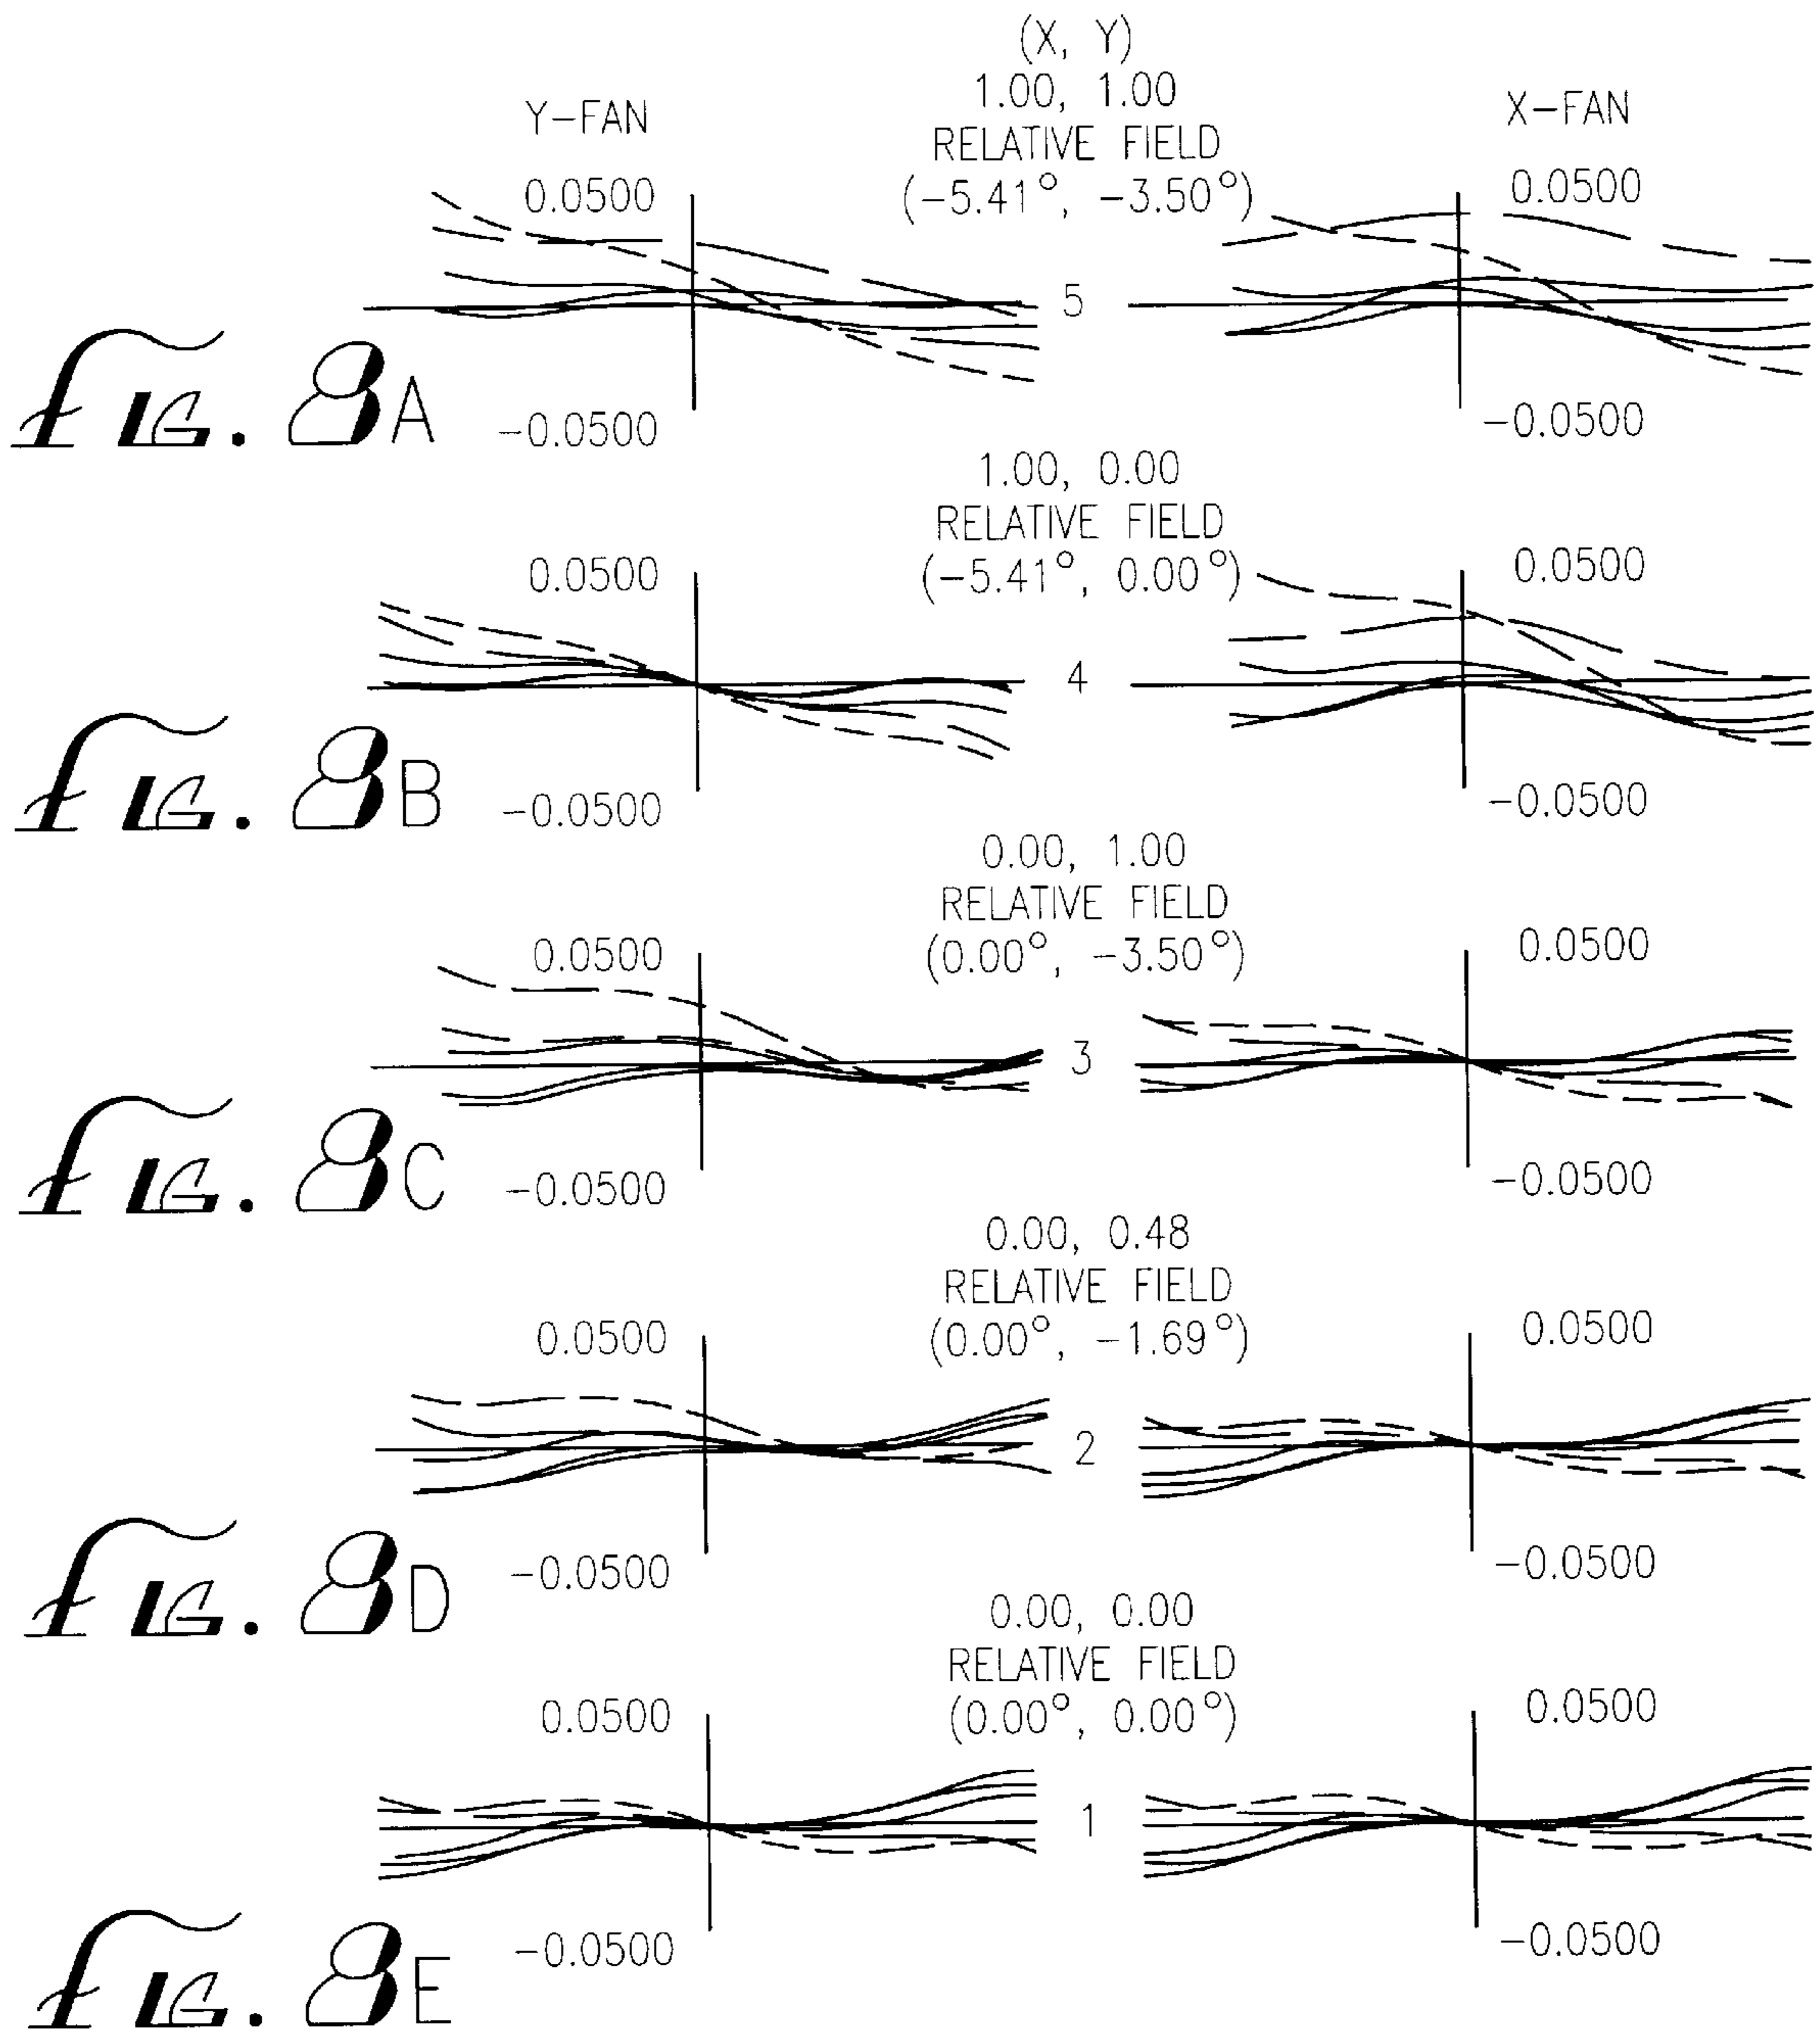 (X, Y)
1.00, 1.00
Y-FAN
RELATIVE FIELD
X-FAN
0.0500
(-5.41°, -3.50°)
0.0500
5
FIG. 8A
-0.0500
-0.0500
1.00, 0.00
RELATIVE FIELD
0.0500
(-5.41°, 0.00°)
0.0500
4
FIG. 8B
-0.0500
-0.0500
0.00, 1.00
RELATIVE FIELD
0.0500
(0.00°, -3.50°)
0.0500
3
FIG. 8C
-0.0500
-0.0500
0.00, 0.48
RELATIVE FIELD
0.0500
(0.00°, -1.69°)
0.0500
2
FIG. 8D
-0.0500
-0.0500
0.00, 0.00
RELATIVE FIELD
0.0500
(0.00°, 0.00°)
0.0500
1
FIG. 8E
-0.0500
-0.0500